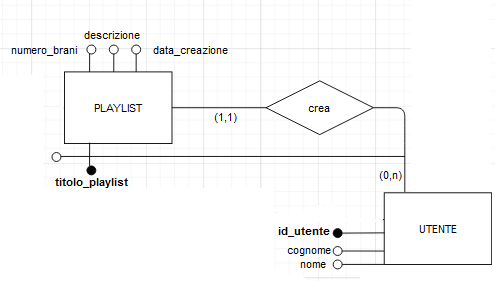 descrizione
numero_brani
data_creazione
PLAYLIST
crea
(1,1)
titolo_playlist
(0,n)
id_utente
UTENTE
cognome
nome